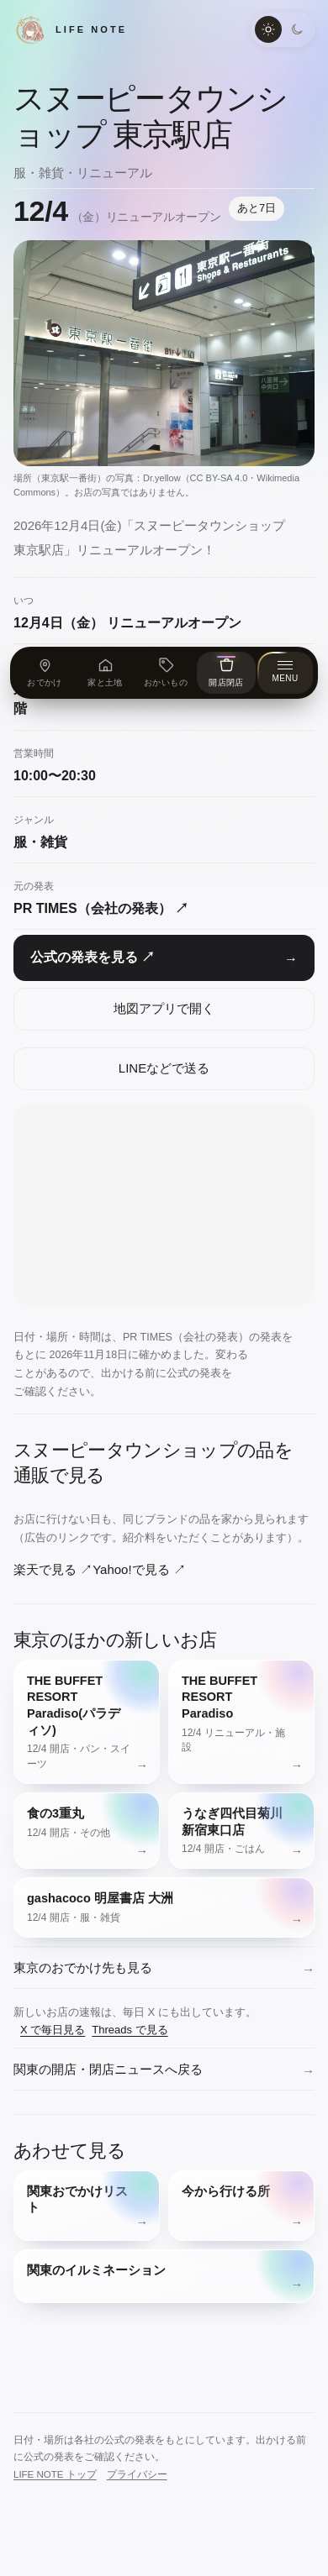 LIFE NOTE
スヌーピータウンシ
ョップ 東京駅店
服・雑貨・リニューアル
12/4 （金）リニューアルオープン あと7日
東京駅一番街
Shops & Restaurants
東京駅一番街
八重洲
中央口
場所（東京駅一番街）の写真：Dr.yellow（CC BY-SA 4.0・Wikimedia
Commons）。お店の写真ではありません。
2026年12月4日(金)「スヌーピータウンショップ
東京駅店」リニューアルオープン！
いつ
12月4日（金） リニューアルオープン
おでかけ 家と土地 おかいもの 開店閉店 MENU
階
営業時間
10:00〜20:30
ジャンル
服・雑貨
元の発表
PR TIMES（会社の発表） ↗
公式の発表を見る ↗ →
地図アプリで開く
LINEなどで送る
日付・場所・時間は、PR TIMES（会社の発表）の発表を
もとに 2026年11月18日に確かめました。変わる
ことがあるので、出かける前に公式の発表を
ご確認ください。
スヌーピータウンショップの品を
通販で見る
お店に行けない日も、同じブランドの品を家から見られます
（広告のリンクです。紹介料をいただくことがあります）。
楽天で見る ↗Yahoo!で見る ↗
東京のほかの新しいお店
THE BUFFET
RESORT
Paradiso(パラデ
ィソ)
12/4 開店・パン・スイ
ーツ →
THE BUFFET
RESORT
Paradiso
12/4 リニューアル・施
設
→
食の3重丸
12/4 開店・その他
→
うなぎ四代目菊川
新宿東口店
12/4 開店・ごはん →
gashacoco 明屋書店 大洲
12/4 開店・服・雑貨 →
東京のおでかけ先も見る →
新しいお店の速報は、毎日 X にも出しています。
X で毎日見る Threads で見る
関東の開店・閉店ニュースへ戻る →
あわせて見る
関東おでかけリス
ト
→
今から行ける所
→
関東のイルミネーション
→
日付・場所は各社の公式の発表をもとにしています。出かける前
に公式の発表をご確認ください。
LIFE NOTE トップ プライバシー